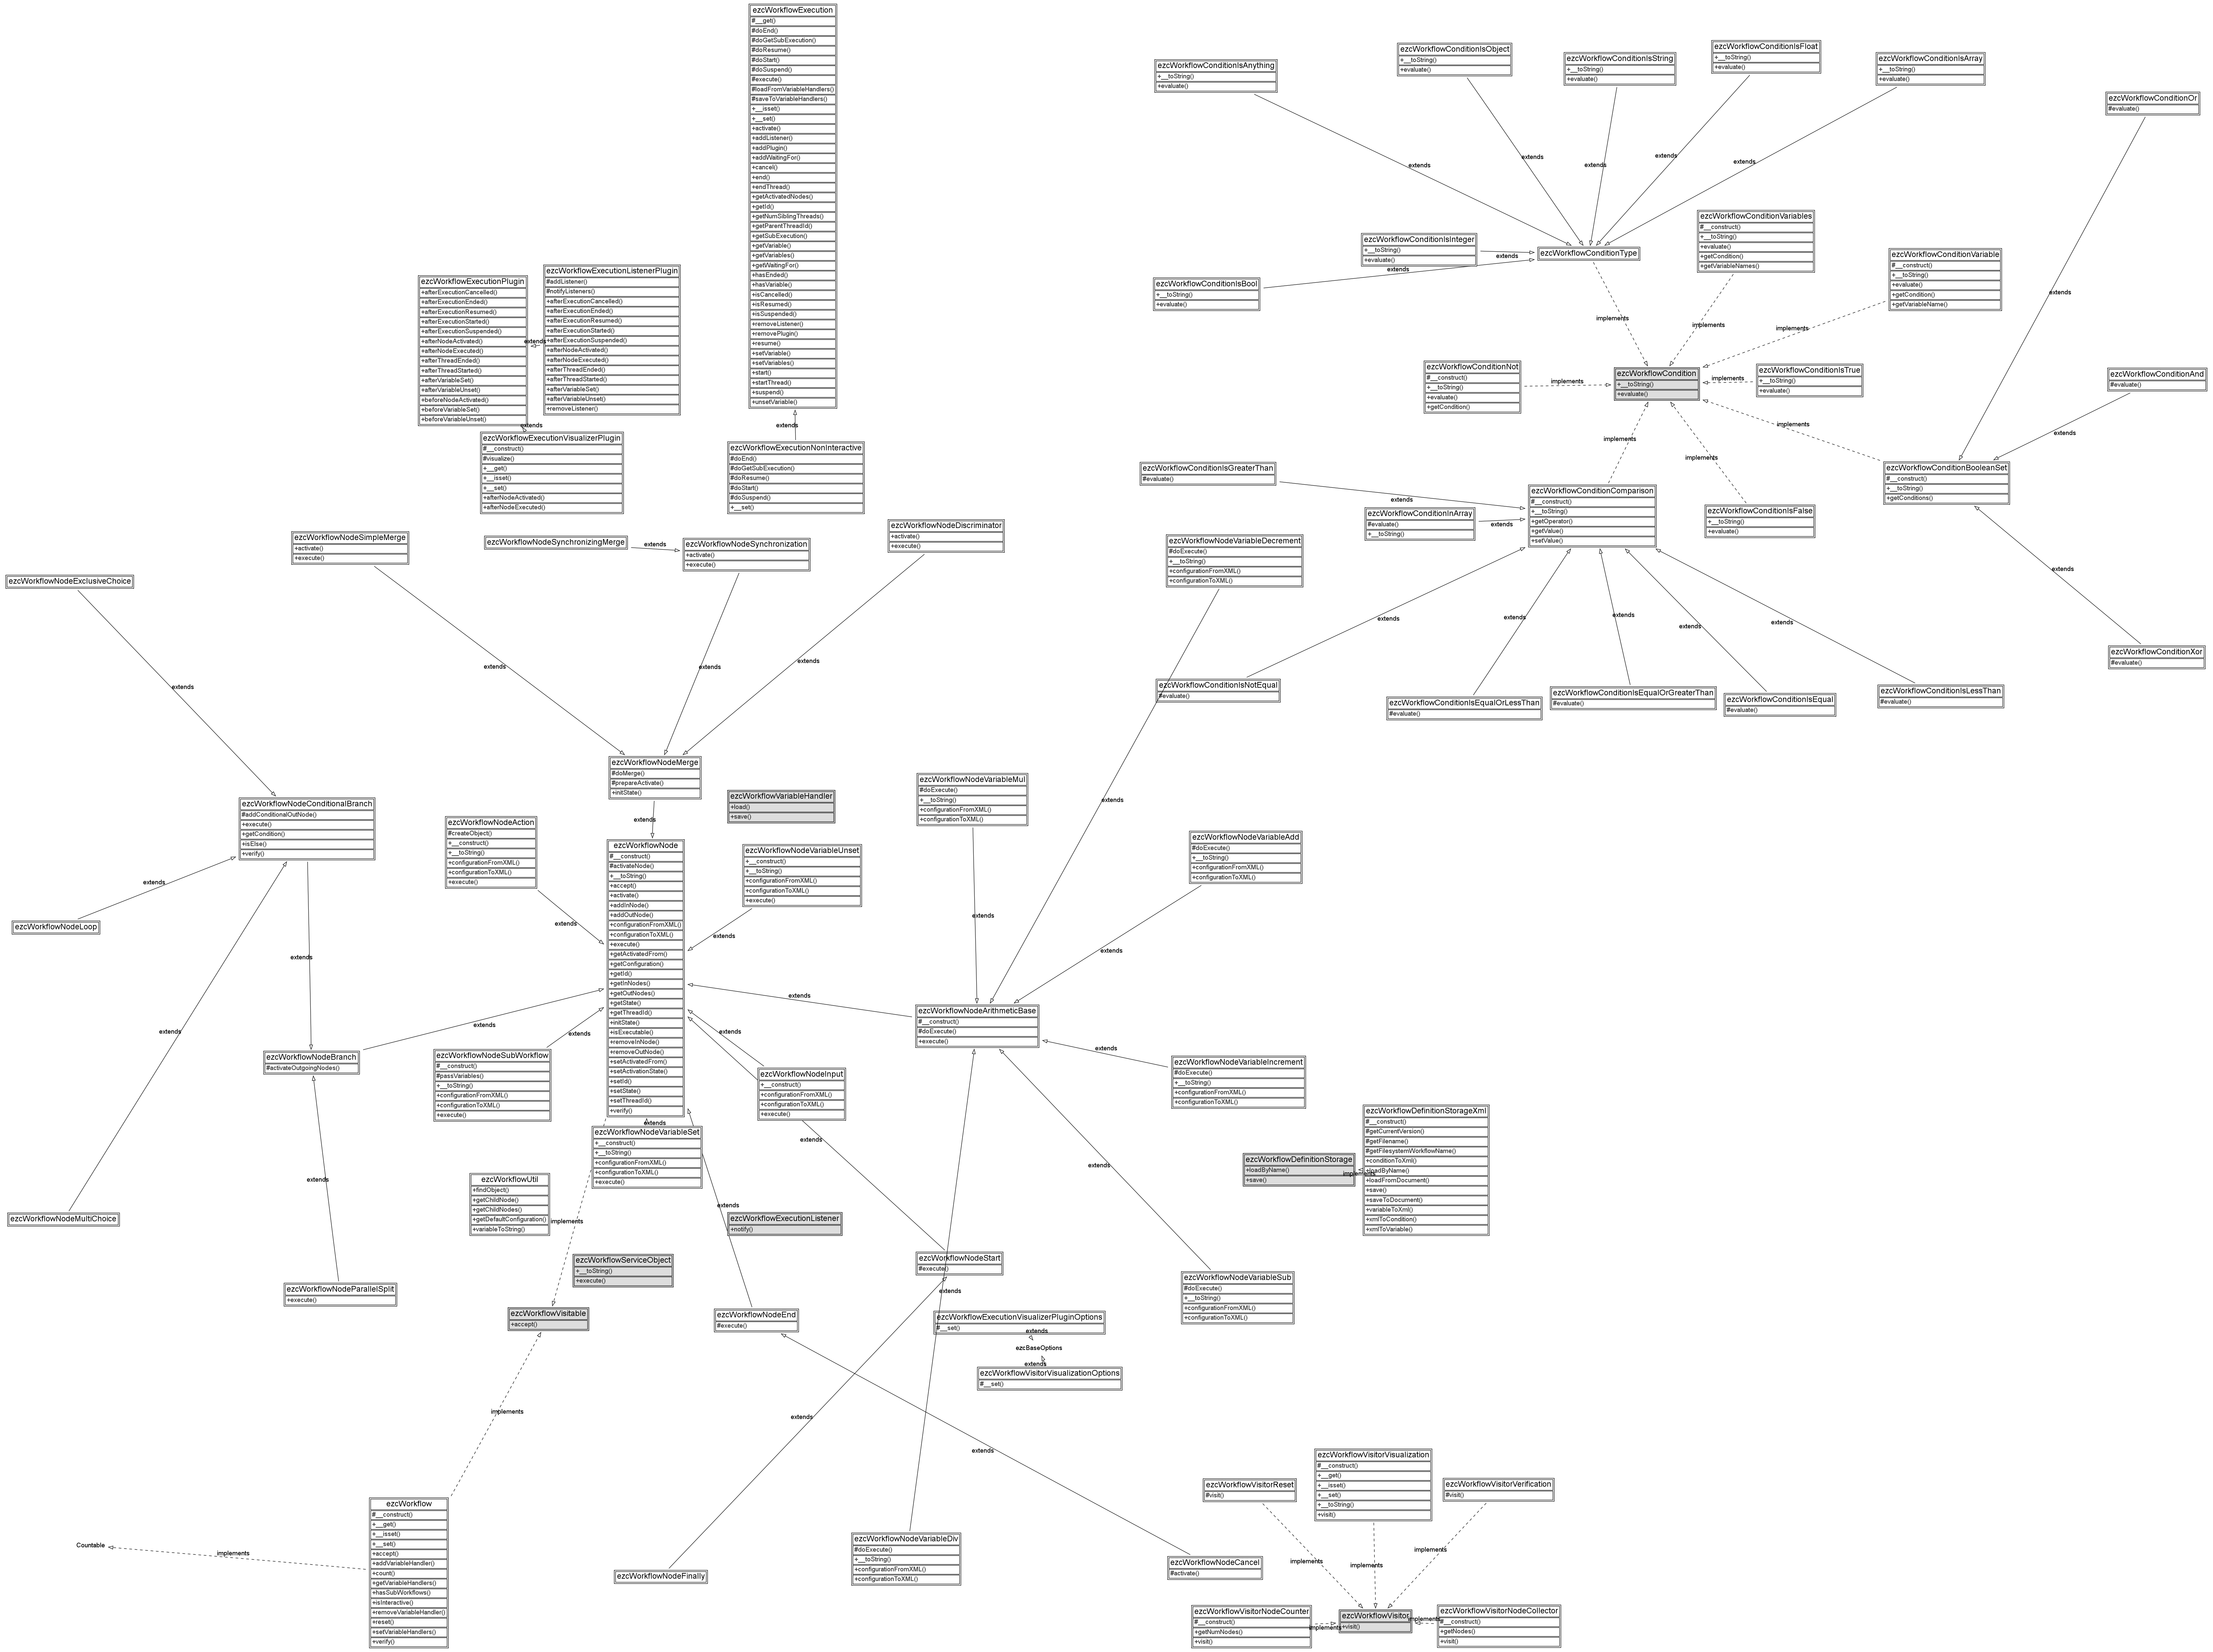 ezcWorkflowExecution
#__get()
#doEnd()
#doGetSubExecution()
#doResume()
#doStart()
#doSuspend()
#execute()
#loadFromVariableHandlers()
#saveToVariableHandlers()
+__isset()
+__set()
+activate()
+addListener()
+addPlugin()
+addWaitingFor()
+cancel()
+end()
+endThread()
+getActivatedNodes()
+getId()
+getNumSiblingThreads()
+getParentThreadId()
+getSubExecution()
+getVariable()
+getVariables()
+getWaitingFor()
+hasEnded()
+hasVariable()
+isCancelled()
+isResumed()
+isSuspended()
+removeListener()
+removePlugin()
+resume()
+setVariable()
+setVariables()
+start()
+startThread()
+suspend()
+unsetVariable()
extends
ezcWorkflowExecutionNonInteractive
#doEnd()
#doGetSubExecution()
#doResume()
#doStart()
#doSuspend()
+__set()
ezcWorkflowExecutionPlugin
+afterExecutionCancelled()
+afterExecutionEnded()
+afterExecutionResumed()
+afterExecutionStarted()
+afterExecutionSuspended()
+afterNodeActivated()
+afterNodeExecuted()
+afterThreadEnded()
+afterThreadStarted()
+afterVariableSet()
+afterVariableUnset()
+beforeNodeActivated()
+beforeVariableSet()
+beforeVariableUnset()
extends
ezcWorkflowExecutionListenerPlugin
#addListener()
#notifyListeners()
+afterExecutionCancelled()
+afterExecutionEnded()
+afterExecutionResumed()
+afterExecutionStarted()
+afterExecutionSuspended()
+afterNodeActivated()
+afterNodeExecuted()
+afterThreadEnded()
+afterThreadStarted()
+afterVariableSet()
+afterVariableUnset()
+removeListener()
extends
ezcWorkflowExecutionVisualizerPlugin
#__construct()
#visualize()
+__get()
+__isset()
+__set()
+afterNodeActivated()
+afterNodeExecuted()
ezcWorkflowConditionIsAnything
+__toString()
+evaluate()
ezcWorkflowConditionIsObject
+__toString()
+evaluate()
ezcWorkflowConditionIsString
+__toString()
+evaluate()
ezcWorkflowConditionIsFloat
+__toString()
+evaluate()
ezcWorkflowConditionIsArray
+__toString()
+evaluate()
extends
extends
extends
extends
extends
ezcWorkflowConditionOr
#evaluate()
ezcWorkflowConditionIsInteger
+__toString()
+evaluate()
extends
ezcWorkflowConditionType
ezcWorkflowConditionIsBool
+__toString()
+evaluate()
extends
ezcWorkflowConditionVariables
#__construct()
+__toString()
+evaluate()
+getCondition()
+getVariableNames()
ezcWorkflowConditionVariable
#__construct()
+__toString()
+evaluate()
+getCondition()
+getVariableName()
extends
implements
implements
implements
ezcWorkflowConditionNot
#__construct()
+__toString()
+evaluate()
+getCondition()
implements
ezcWorkflowCondition
+__toString()
+evaluate()
implements
ezcWorkflowConditionIsTrue
+__toString()
+evaluate()
ezcWorkflowConditionAnd
#evaluate()
implements
implements
implements
extends
ezcWorkflowConditionIsGreaterThan
#evaluate()
extends
ezcWorkflowConditionInArray
#evaluate()
+__toString()
extends
ezcWorkflowConditionComparison
#__construct()
+__toString()
+getOperator()
+getValue()
+setValue()
ezcWorkflowConditionIsFalse
+__toString()
+evaluate()
ezcWorkflowConditionBooleanSet
#__construct()
+__toString()
+getConditions()
extends
ezcWorkflowConditionXor
#evaluate()
extends
extends
extends
extends
extends
ezcWorkflowConditionIsNotEqual
#evaluate()
ezcWorkflowConditionIsEqualOrLessThan
#evaluate()
ezcWorkflowConditionIsEqualOrGreaterThan
#evaluate()
ezcWorkflowConditionIsEqual
#evaluate()
ezcWorkflowConditionIsLessThan
#evaluate()
ezcWorkflowNodeSimpleMerge
+activate()
+execute()
ezcWorkflowNodeSynchronizingMerge
extends
ezcWorkflowNodeSynchronization
+activate()
+execute()
ezcWorkflowNodeDiscriminator
+activate()
+execute()
ezcWorkflowNodeVariableDecrement
#doExecute()
+__toString()
+configurationFromXML()
+configurationToXML()
ezcWorkflowNodeExclusiveChoice
extends
extends
extends
extends
ezcWorkflowNodeMerge
#doMerge()
#prepareActivate()
+initState()
extends
ezcWorkflowVariableHandler
+load()
+save()
ezcWorkflowNodeVariableMul
#doExecute()
+__toString()
+configurationFromXML()
+configurationToXML()
extends
ezcWorkflowNodeConditionalBranch
#addConditionalOutNode()
+execute()
+getCondition()
+isElse()
+verify()
ezcWorkflowNodeAction
#createObject()
+__construct()
+__toString()
+configurationFromXML()
+configurationToXML()
+execute()
ezcWorkflowNode
#__construct()
#activateNode()
+__toString()
+accept()
+activate()
+addInNode()
+addOutNode()
+configurationFromXML()
+configurationToXML()
+execute()
+getActivatedFrom()
+getConfiguration()
+getId()
+getInNodes()
+getOutNodes()
+getState()
+getThreadId()
+initState()
+isExecutable()
+removeInNode()
+removeOutNode()
+setActivatedFrom()
+setActivationState()
+setId()
+setState()
+setThreadId()
+verify()
ezcWorkflowNodeVariableUnset
+__construct()
+__toString()
+configurationFromXML()
+configurationToXML()
+execute()
ezcWorkflowNodeVariableAdd
#doExecute()
+__toString()
+configurationFromXML()
+configurationToXML()
extends
ezcWorkflowNodeLoop
extends
extends
extends
extends
extends
extends
extends
extends
extends
extends
ezcWorkflowNodeArithmeticBase
#__construct()
#doExecute()
+execute()
extends
ezcWorkflowNodeBranch
#activateOutgoingNodes()
ezcWorkflowNodeSubWorkflow
#__construct()
#passVariables()
+__toString()
+configurationFromXML()
+configurationToXML()
+execute()
ezcWorkflowNodeInput
+__construct()
+configurationFromXML()
+configurationToXML()
+execute()
ezcWorkflowNodeVariableIncrement
#doExecute()
+__toString()
+configurationFromXML()
+configurationToXML()
extends
ezcWorkflowNodeVariableSet
+__construct()
+__toString()
+configurationFromXML()
+configurationToXML()
+execute()
extends
extends
ezcWorkflowDefinitionStorage
+loadByName()
+save()
implements
ezcWorkflowDefinitionStorageXml
#__construct()
#getCurrentVersion()
#getFilename()
#getFilesystemWorkflowName()
+conditionToXml()
+loadByName()
+loadFromDocument()
+save()
+saveToDocument()
+variableToXml()
+xmlToCondition()
+xmlToVariable()
extends
ezcWorkflowUtil
+findObject()
+getChildNode()
+getChildNodes()
+getDefaultConfiguration()
+variableToString()
ezcWorkflowNodeMultiChoice
implements
extends
ezcWorkflowExecutionListener
+notify()
ezcWorkflowServiceObject
+__toString()
+execute()
ezcWorkflowNodeStart
#execute()
extends
ezcWorkflowNodeVariableSub
#doExecute()
+__toString()
+configurationFromXML()
+configurationToXML()
ezcWorkflowNodeParallelSplit
+execute()
ezcWorkflowVisitable
+accept()
ezcWorkflowNodeEnd
#execute()
ezcWorkflowExecutionVisualizerPluginOptions
#__set()
extends
ezcBaseOptions
extends
ezcWorkflowVisitorVisualizationOptions
#__set()
implements
extends
extends
ezcWorkflow
#__construct()
+__get()
+__isset()
+__set()
+accept()
+addVariableHandler()
+count()
+getVariableHandlers()
+hasSubWorkflows()
+isInteractive()
+removeVariableHandler()
+reset()
+setVariableHandlers()
+verify()
Countable
implements
ezcWorkflowNodeFinally
ezcWorkflowNodeVariableDiv
#doExecute()
+__toString()
+configurationFromXML()
+configurationToXML()
ezcWorkflowNodeCancel
#activate()
ezcWorkflowVisitorReset
#visit()
ezcWorkflowVisitorVisualization
#__construct()
+__get()
+__isset()
+__set()
+__toString()
+visit()
ezcWorkflowVisitorVerification
#visit()
implements
implements
implements
ezcWorkflowVisitorNodeCounter
#__construct()
+getNumNodes()
+visit()
implements
ezcWorkflowVisitor
+visit()
implements
ezcWorkflowVisitorNodeCollector
#__construct()
+getNodes()
+visit()